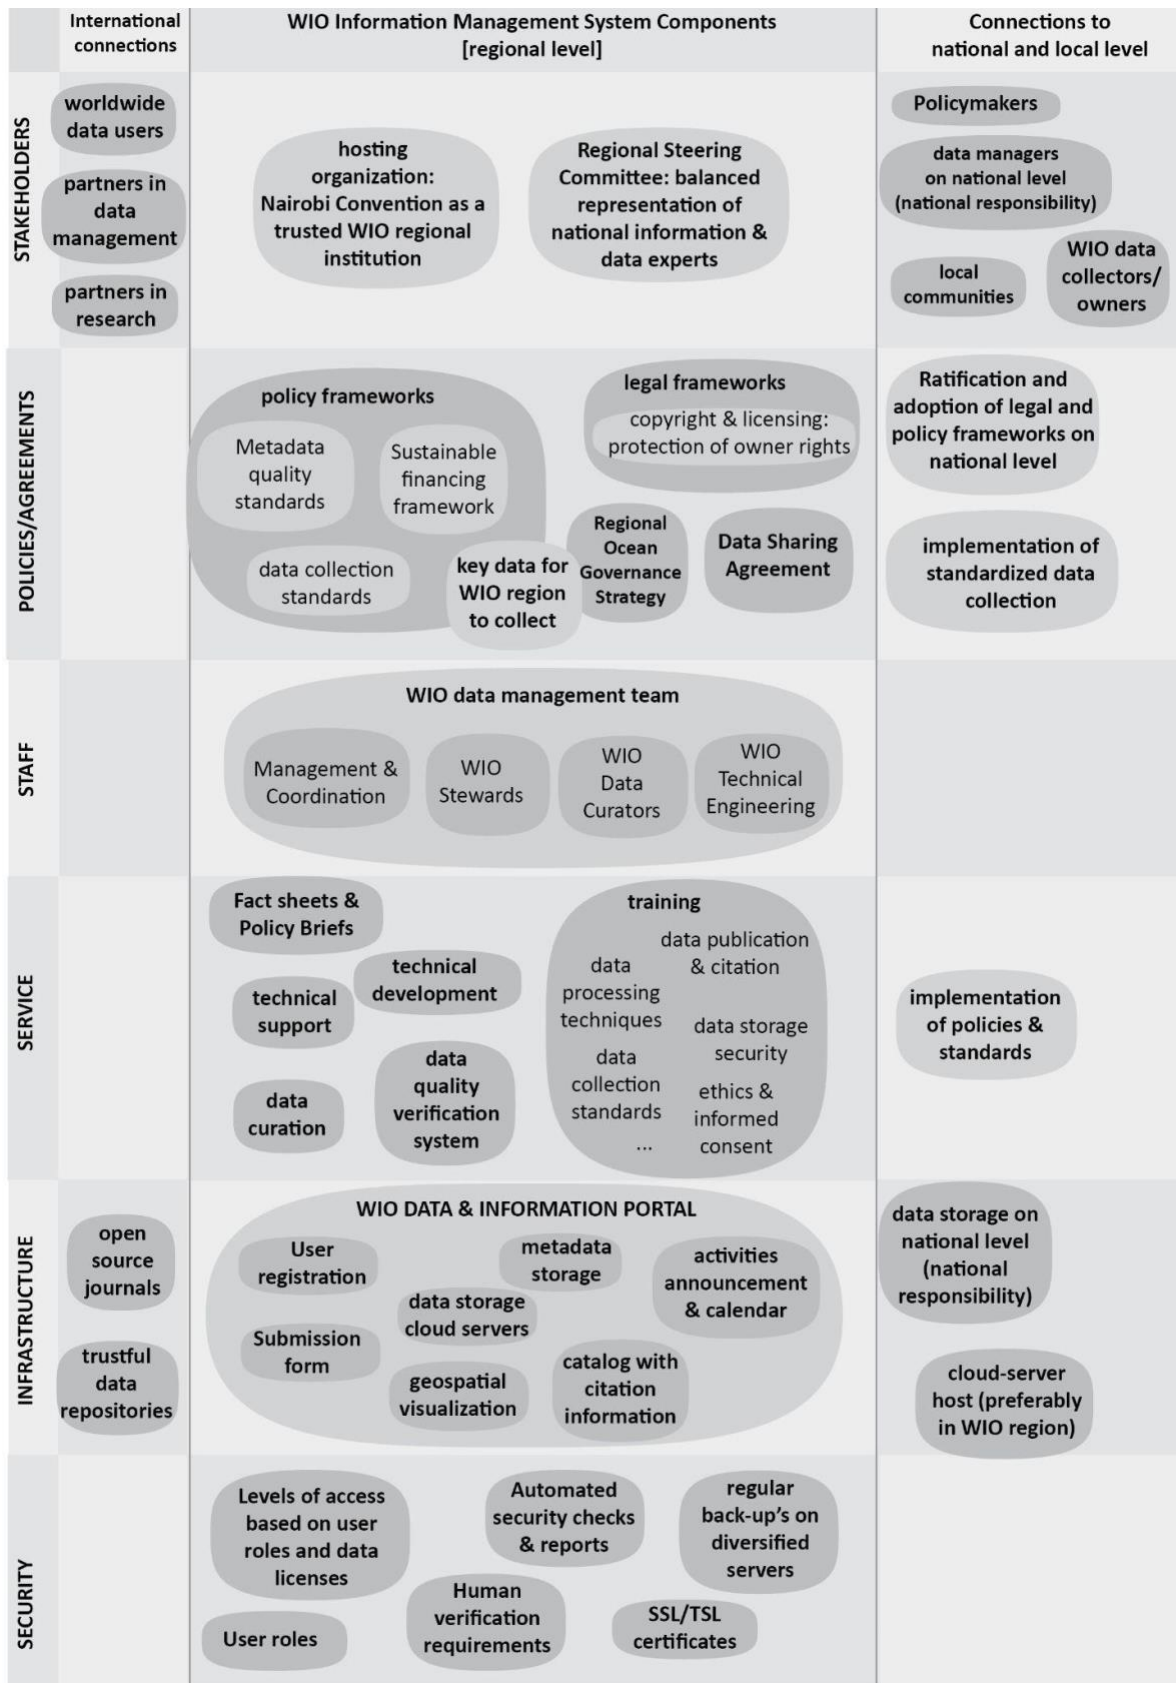 International
connections
WIO Information Management System Components
[regional level]
Connections to
national and local level
STAKEHOLDERS
worldwide
data users
partners in
data
management
partners in
research
hosting
organization:
Nairobi Convention as a
trusted WIO regional
institution
Regional Steering
Committee: balanced
representation of
national information &
data experts
Policymakers
data managers
on national level
(national responsibility)
local
communities
WIO data
collectors/
owners
POLICIES/AGREEMENTS
policy frameworks
Metadata
quality
standards
Sustainable
financing
framework
data collection
standards
key data for
WIO region
to collect
legal frameworks
copyright & licensing:
protection of owner rights
Regional
Ocean
Governance
Strategy
Data Sharing
Agreement
Ratification and
adoption of legal and
policy frameworks on
national level
implementation of
standardized data
collection
STAFF
WIO data management team
Management &
Coordination
WIO
Stewards
WIO
Data
Curators
WIO
Technical
Engineering
SERVICE
Fact sheets &
Policy Briefs
technical
development
technical
support
data
quality
verification
system
data
curation
training
data publication
& citation
data
processing
techniques
data storage
security
data
collection
standards
ethics &
informed
consent
...
implementation
of policies &
standards
INFRASTRUCTURE
open
source
journals
trustful
data
repositories
WIO DATA & INFORMATION PORTAL
User
registration
metadata
storage
activities
announcement
& calendar
data storage
cloud servers
Submission
form
geospatial
visualization
catalog with
citation
information
data storage on
national level
(national
responsibility)
cloud-server
host (preferably
in WIO region)
SECURITY
Levels of access
based on user
roles and data
licenses
Automated
security checks
& reports
regular
back-up's on
diversified
servers
User roles
Human
verification
requirements
SSL/TSL
certificates